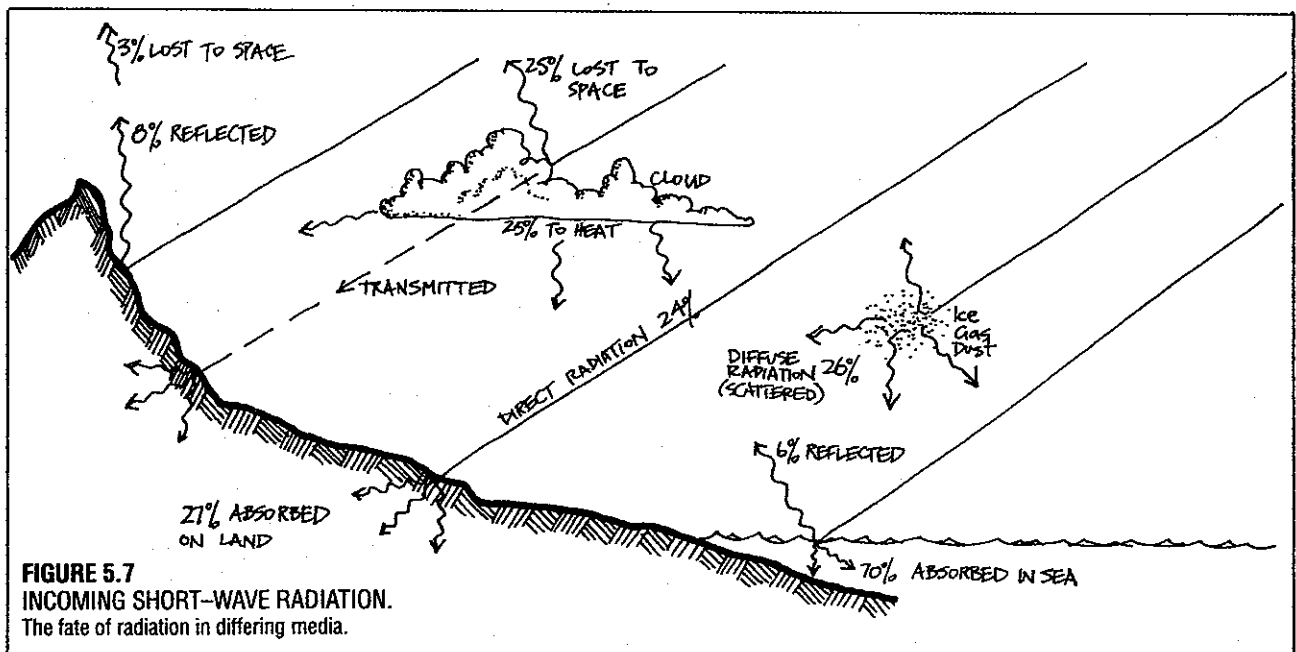 3% LOST TO SPACE
8% REFLECTED
25% LOST TO
SPACE
CLOUD
25% TO HEAT
TRANSMITTED
DIRECT RADIATION 24%
Ice
Gas
Dust
DIFFUSE
RADIATION 26%
(SCATTERED)
6% REFLECTED
27% ABSORBED
ON LAND
70% ABSORBED IN SEA
FIGURE 5.7
INCOMING SHORT–WAVE RADIATION.
The fate of radiation in differing media.